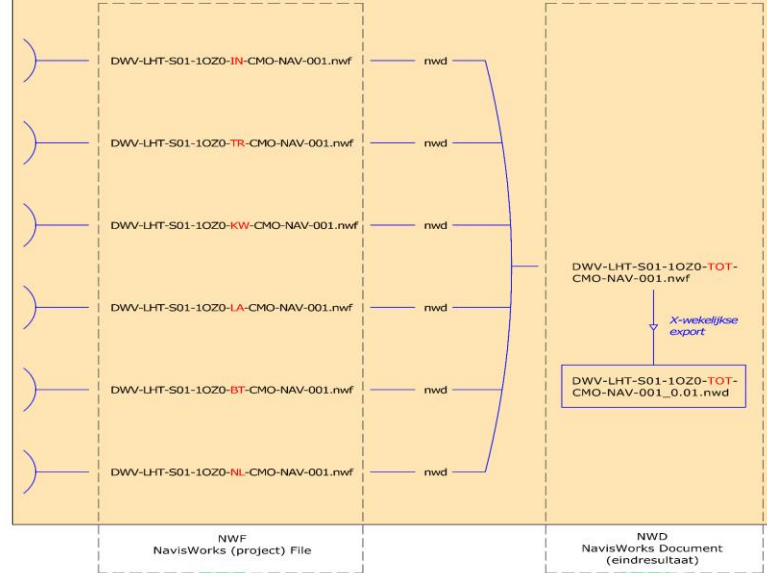 DWV-LHT-S01-1OZ0-IN-CMO-NAV-001.nwf
nwd
DWV-LHT-S01-1OZ0-TR-CMO-NAV-001.nwf
nwd
DWV-LHT-S01-1OZ0-KW-CMO-NAV-001.nwf
nwd
DWV-LHT-S01-1OZ0-LA-CMO-NAV-001.nwf
nwd
DWV-LHT-S01-1OZ0-BT-CMO-NAV-001.nwf
nwd
DWV-LHT-S01-1OZ0-NL-CMO-NAV-001.nwf
nwd
DWV-LHT-S01-1OZ0-TOT-
CMO-NAV-001.nwf
X-wekelijkse
export
DWV-LHT-S01-1OZ0-TOT-
CMO-NAV-001_0.01.nwd
NWF
NavisWorks (project) File
NWD
NavisWorks Document
(eindresultaat)